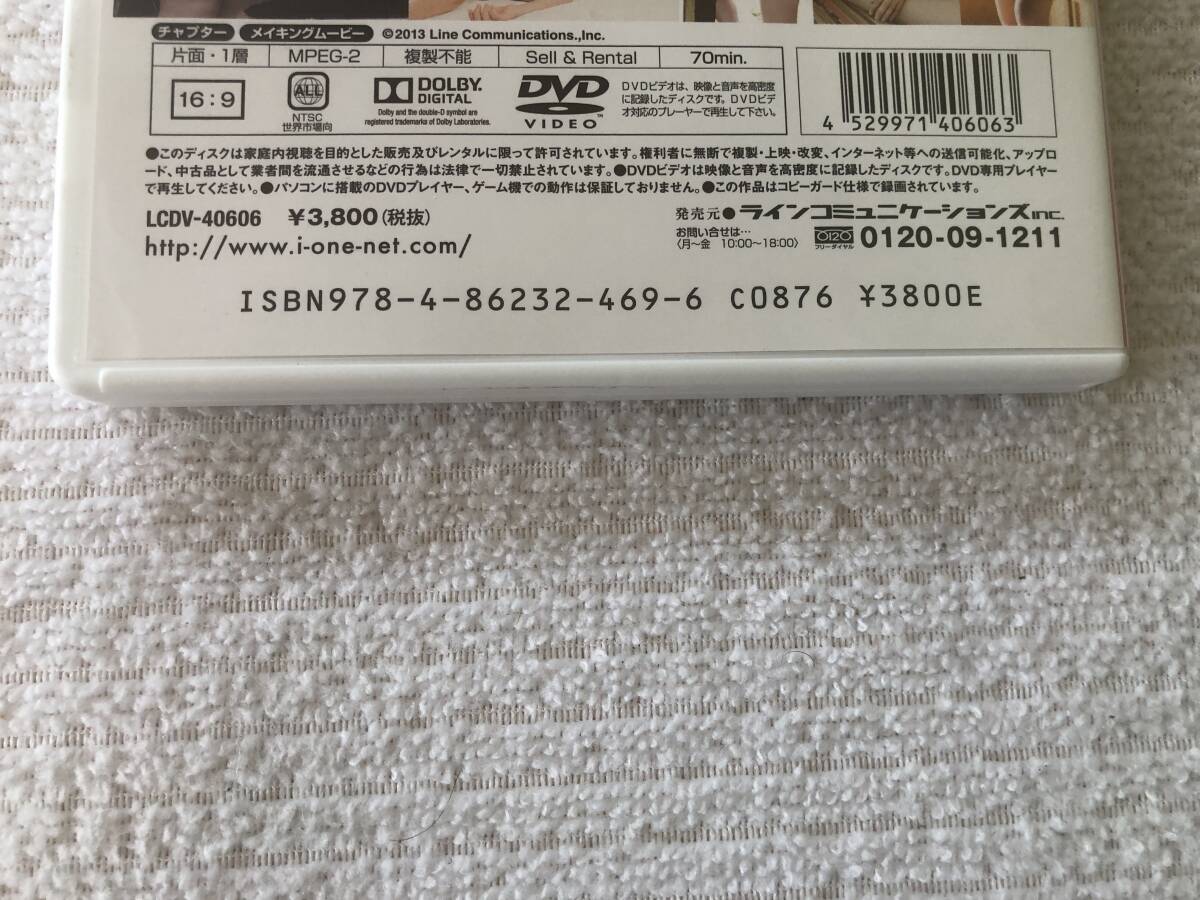 チャプター メイキングムービー ©2013 Line Communications.,Inc.
片面・1層 MPEG-2 複製不能 Sell & Rental 70min.
16:9
ALL
NTSC
世界市場向
DOLBY
DIGITAL
Dolby and the double-D symbol are
registered trademarks of Dolby Laboratories.
DVD
VIDEO
TM
DVDビデオは、映像と音声を高密度
に記録したディスクです。DVDビデ
オ対応のプレーヤーで再生して下さい。
4 529971 406063
●このディスクは家庭内視聴を目的とした販売及びレンタルに限って許可されています。権利者に無断で複製・上映・改変、インターネット等への送信可能化、アップロ
ード、中古品として業者間を流通させるなどの行為は法律で一切禁止されています。●DVDビデオは映像と音声を高密度に記録したディスクです。DVD専用プレイヤー
で再生してください。●パソコンに搭載のDVDプレイヤー、ゲーム機での動作は保証しておりません。●この作品はコピーガード仕様で録画されています。
LCDV-40606 ¥3,800(税抜)
http://www.i-one-net.com/
発売元●ラインコミュニケーションズinc.
お問い合せは…
〈月〜金 10:00〜18:00〉
0120
フリーダイヤル
0120-09-1211
ISBN978-4-86232-469-6 C0876 ¥3800E